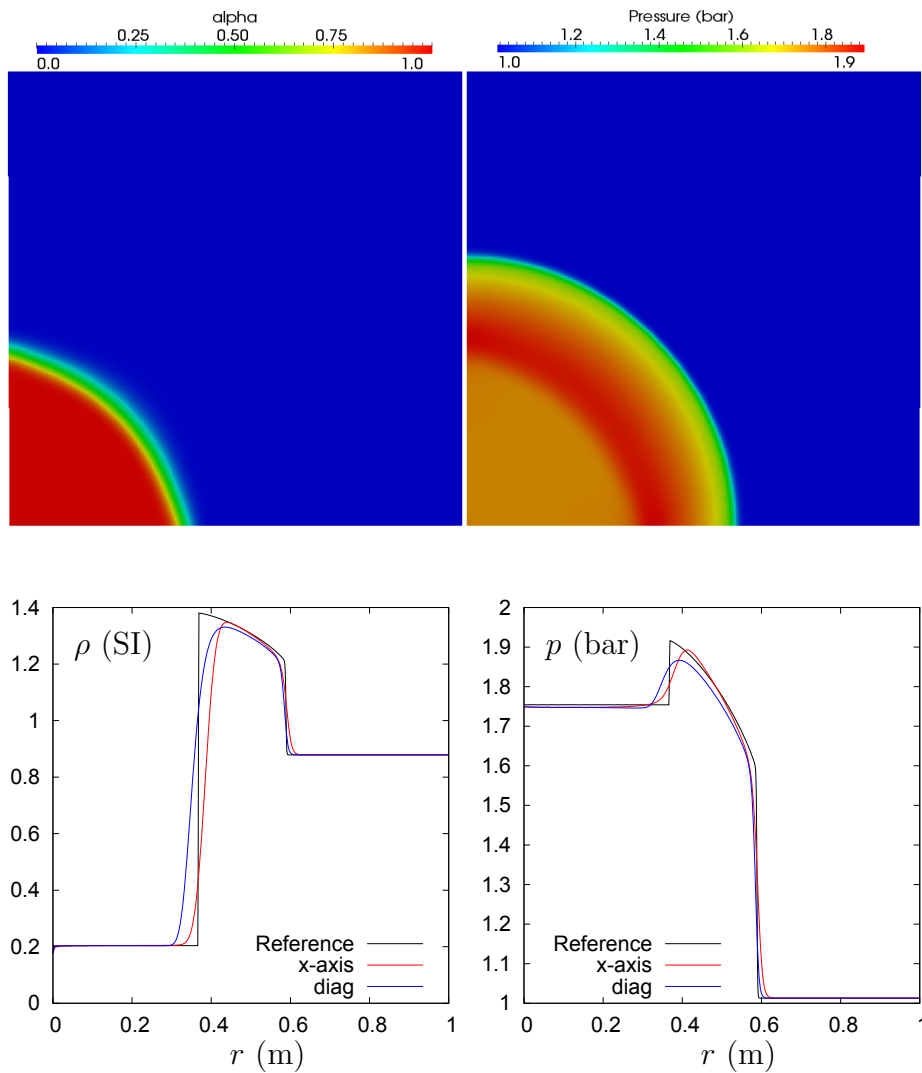 alpha
0.25 0.50 0.75
0.0 1.0
Pressure (bar)
1.2 1.4 1.6 1.8
1.0 1.9
1.4
1.2
1
0.8
0.6
0.4
0.2
0
ρ (SI)
Reference
x-axis
diag
0 0.2 0.4 0.6 0.8 1
r (m)
2
1.9
1.8
1.7
1.6
1.5
1.4
1.3
1.2
1.1
1
p (bar)
Reference
x-axis
diag
0 0.2 0.4 0.6 0.8 1
r (m)